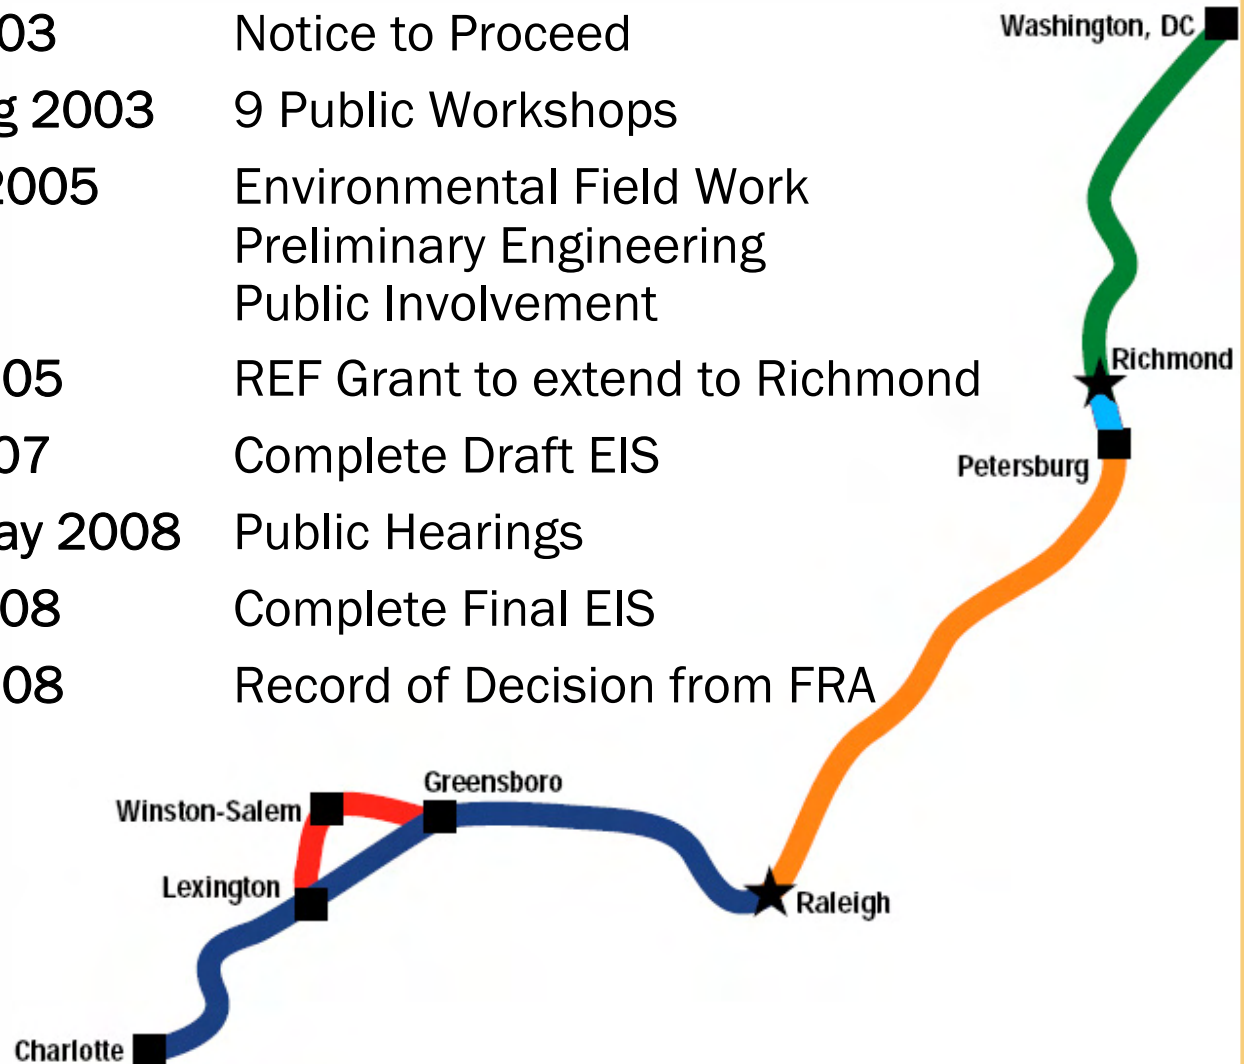 03 Notice to Proceed
g 2003 9 Public Workshops
2005 Environmental Field Work
Preliminary Engineering
Public Involvement
05 REF Grant to extend to Richmond
07 Complete Draft EIS
ay 2008 Public Hearings
08 Complete Final EIS
08 Record of Decision from FRA
Washington, DC
Richmond
Petersburg
Greensboro
Winston-Salem
Lexington
Raleigh
Charlotte